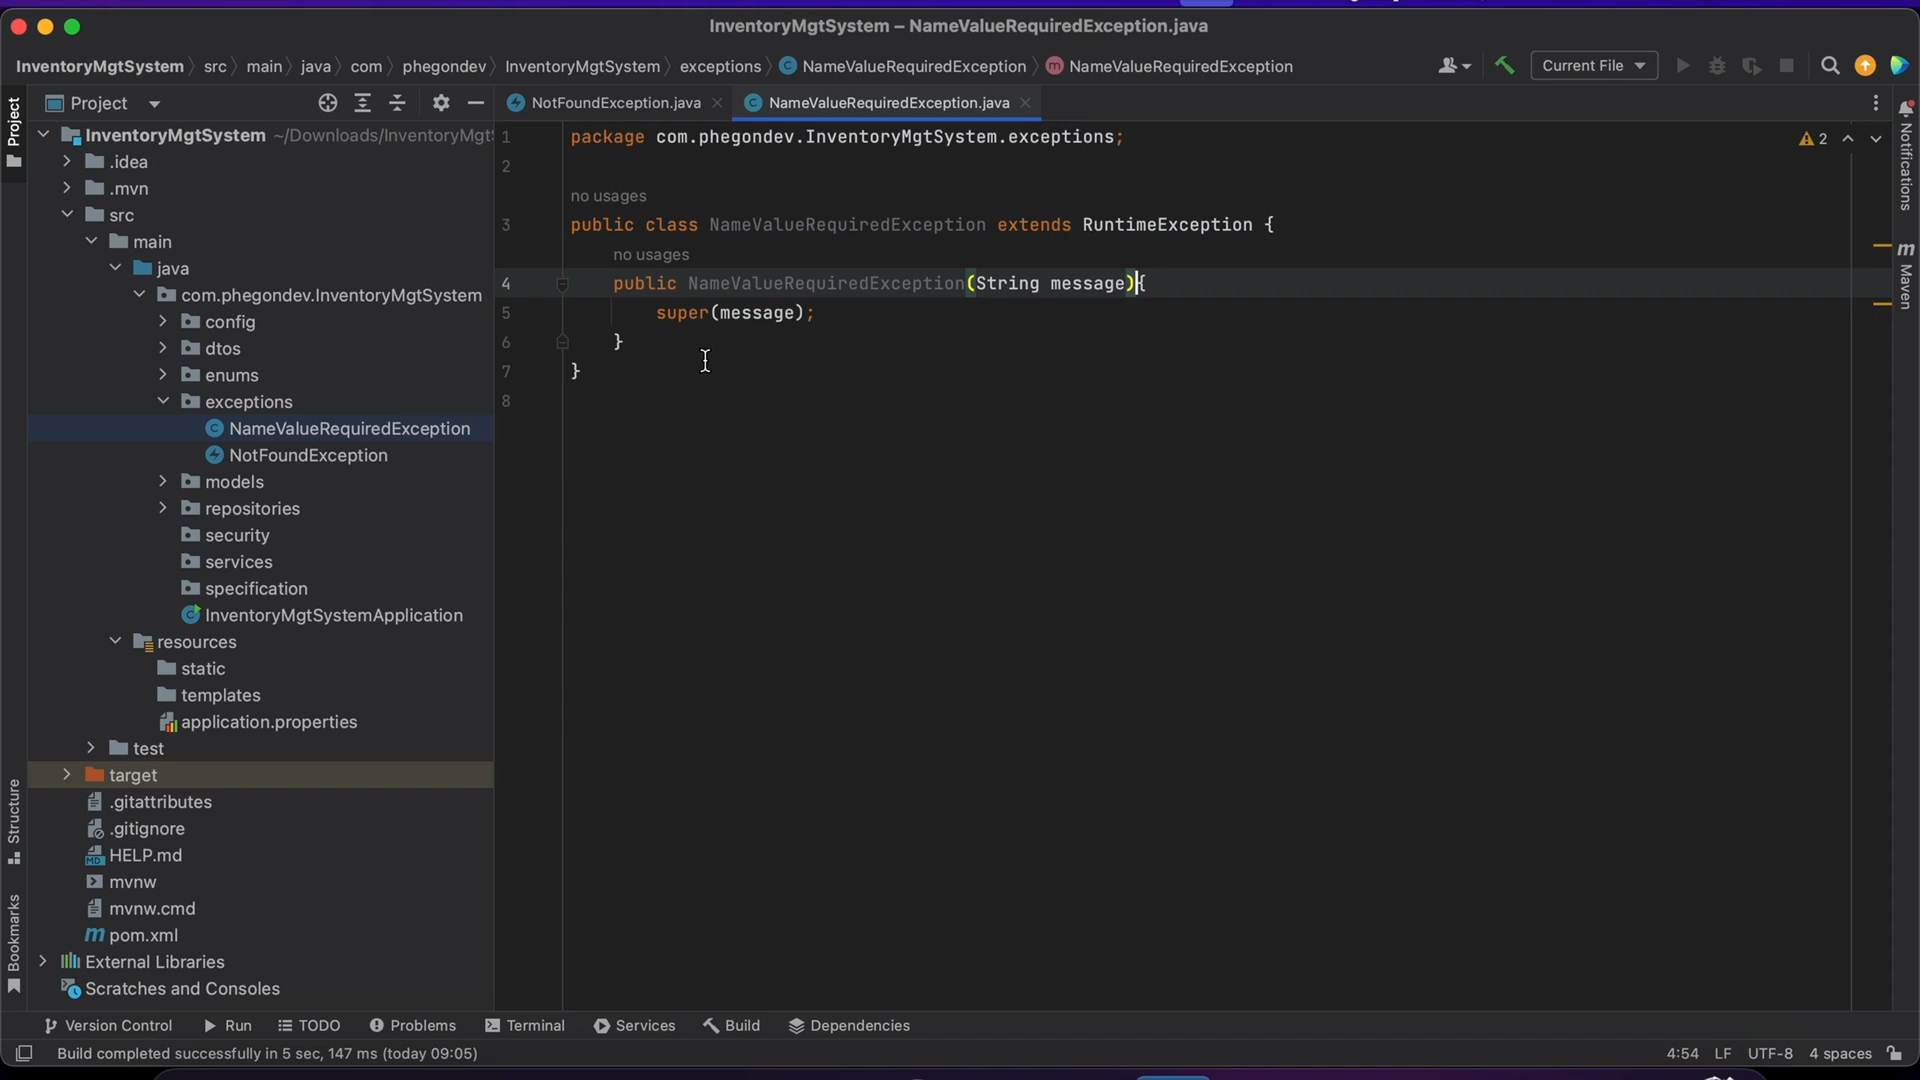 InventoryMgtSystem – NameValueRequiredException.java
InventoryMgtSystem src main java com phegondev InventoryMgtSystem exceptions NameValueRequiredException NameValueRequiredException
Current File
Project
NotFoundException.java
NameValueRequiredException.java
Project
InventoryMgtSystem ~/Downloads/InventoryMgtS
.idea
.mvn
src
main
java
com.phegondev.InventoryMgtSystem
config
dtos
enums
exceptions
NameValueRequiredException
NotFoundException
models
repositories
security
services
specification
InventoryMgtSystemApplication
resources
static
templates
application.properties
test
target
.gitattributes
.gitignore
HELP.md
mvnw
mvnw.cmd
pom.xml
External Libraries
Scratches and Consoles
Structure
Bookmarks
1 package com.phegondev.InventoryMgtSystem.exceptions;
2
no usages
3 public class NameValueRequiredException extends RuntimeException {
no usages
4 public NameValueRequiredException(String message){
5 super(message);
6 }
7 }
8
2
Notifications
Maven
Version Control Run TODO Problems Terminal Services Build Dependencies
Build completed successfully in 5 sec, 147 ms (today 09:05)
4:54 LF UTF-8 4 spaces